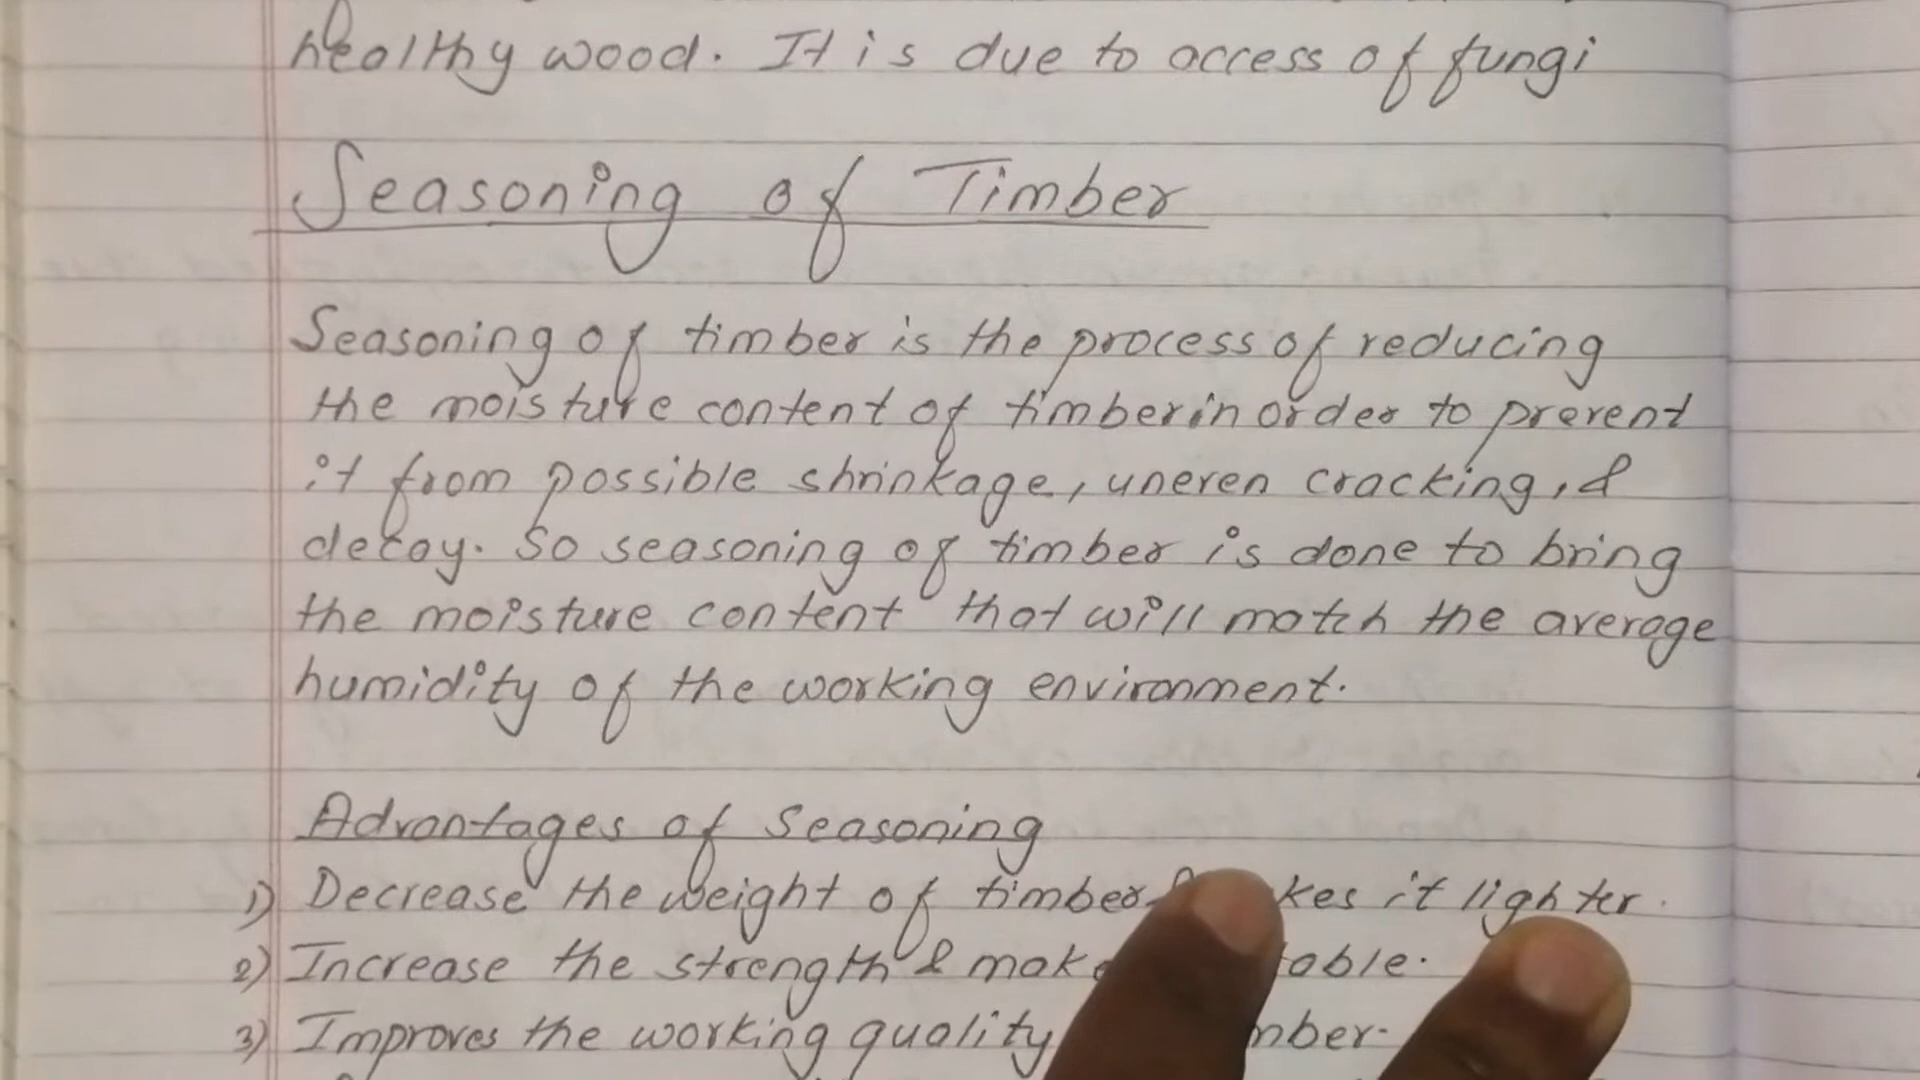 healthy wood. It is due to access of fungi
Seasoning of Timber
Seasoning of timber is the process of reducing
the moisture content of timber in order to prevent
it from possible shrinkage, uneven cracking, &
decay. So seasoning of timber is done to bring
the moisture content that will match the average
humidity of the working environment.
Advantages of Seasoning
1) Decrease the weight of timber it lighter.
2) Increase the strength &
3) Improves the working quality